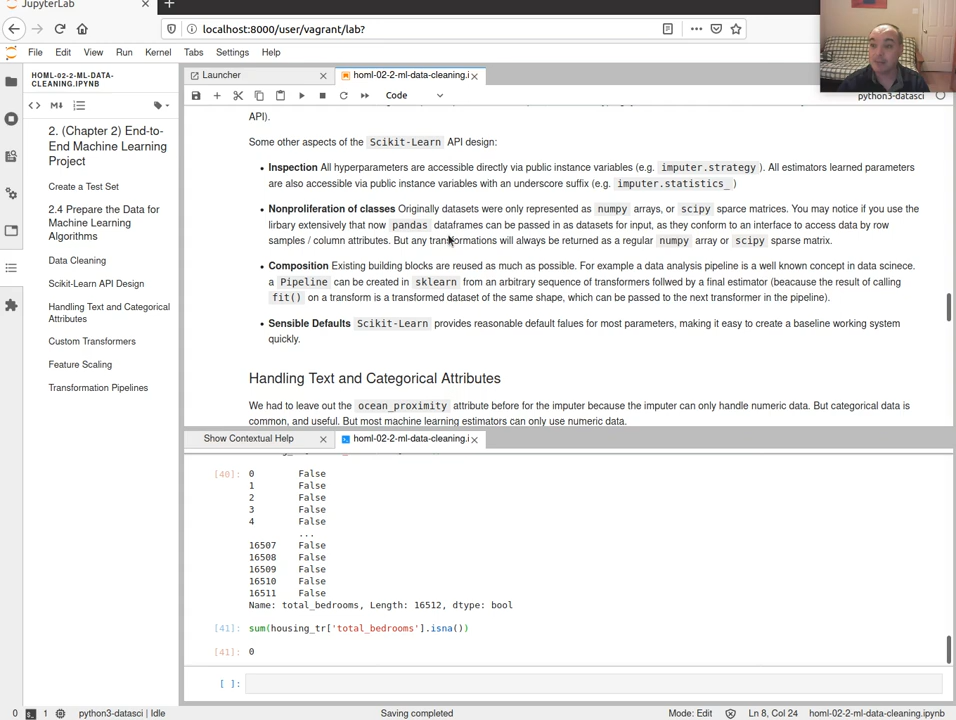 JupyterLab
localhost:8000/user/vagrant/lab?
File Edit View Run Kernel Tabs Settings Help
HOML-02-2-ML-DATA-
CLEANING.IPYNB
2. (Chapter 2) End-to-
End Machine Learning
Project
Create a Test Set
2.4 Prepare the Data for
Machine Learning
Algorithms
Data Cleaning
Scikit-Learn API Design
Handling Text and Categorical
Attributes
Custom Transformers
Feature Scaling
Transformation Pipelines
Launcher
homl-02-2-ml-data-cleaning.i
Code
python3-datasci
API).
Some other aspects of the Scikit-Learn API design:
• Inspection All hyperparameters are accessible directly via public instance variables (e.g. imputer.strategy). All estimators learned parameters
are also accessible via public instance variables with an underscore suffix (e.g. imputer.statistics_)
• Nonproliferation of classes Originally datasets were only represented as numpy arrays, or scipy sparce matrices. You may notice if you use the
lirbary extensively that now pandas dataframes can be passed in as datasets for input, as they conform to an interface to access data by row
samples / column attributes. But any transformations will always be returned as a regular numpy array or scipy sparse matrix.
• Composition Existing building blocks are reused as much as possible. For example a data analysis pipeline is a well known concept in data scinece.
a Pipeline can be created in sklearn from an arbitrary sequence of transformers follwed by a final estimator (beacause the result of calling
fit() on a transform is a transformed dataset of the same shape, which can be passed to the next transformer in the pipeline).
• Sensible Defaults Scikit-Learn provides reasonable default falues for most parameters, making it easy to create a baseline working system
quickly.
Handling Text and Categorical Attributes
We had to leave out the ocean_proximity attribute before for the imputer because the imputer can only handle numeric data. But categorical data is
common, and useful. But most machine learning estimators can only use numeric data.
Show Contextual Help
homl-02-2-ml-data-cleaning.i
[40]: 0 False
1 False
2 False
3 False
4 False
...
16507 False
16508 False
16509 False
16510 False
16511 False
Name: total_bedrooms, Length: 16512, dtype: bool
[41]: sum(housing_tr['total_bedrooms'].isna())
[41]: 0
[ ]:
0 1 python3-datasci | Idle
Saving completed
Mode: Edit
Ln 8, Col 24
homl-02-2-ml-data-cleaning.ipynb